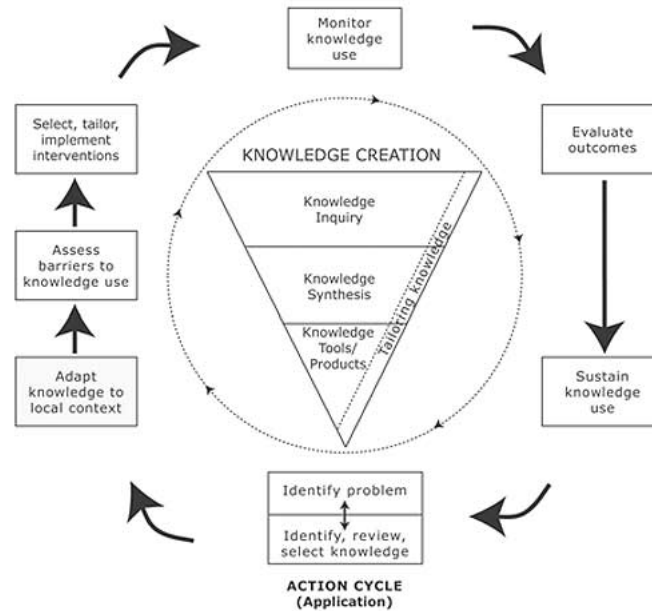 Monitor
knowledge
use
Select, tailor,
implement
interventions
Evaluate
outcomes
KNOWLEDGE CREATION
Knowledge
Inquiry
Tailoring knowledge
Assess
barriers to
knowledge use
Knowledge
Synthesis
Knowledge
Tools/
Products
Adapt
knowledge to
local context
Sustain
knowledge
use
Identify problem
Identify, review,
select knowledge
ACTION CYCLE
(Application)